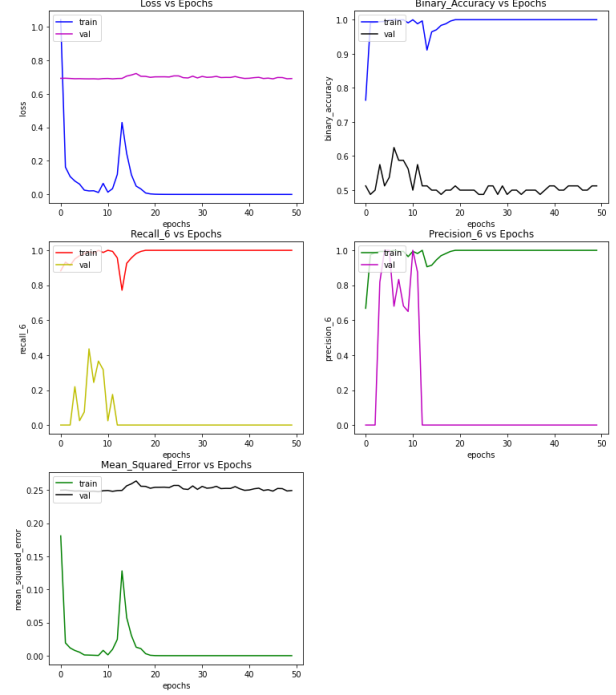 Loss vs Epochs
train
val
loss
0.0
0.2
0.4
0.6
0.8
1.0
0
10
20
30
40
50
epochs
Binary_Accuracy vs Epochs
train
val
binary_accuracy
0.5
0.6
0.7
0.8
0.9
1.0
0
10
20
30
40
50
epochs
Recall_6 vs Epochs
train
val
recall_6
0.0
0.2
0.4
0.6
0.8
1.0
0
10
20
30
40
50
epochs
Precision_6 vs Epochs
train
val
precision_6
0.0
0.2
0.4
0.6
0.8
1.0
0
10
20
30
40
50
epochs
Mean_Squared_Error vs Epochs
train
val
mean_squared_error
0.00
0.05
0.10
0.15
0.20
0.25
0
10
20
30
40
50
epochs